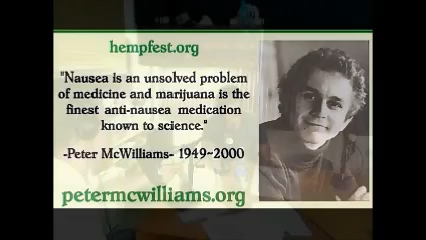 hempfest.org
"Nausea is an unsolved problem
of medicine and marijuana is the
finest anti-nausea medication
known to science."
-Peter McWilliams- 1949~2000
petermcwilliams.org